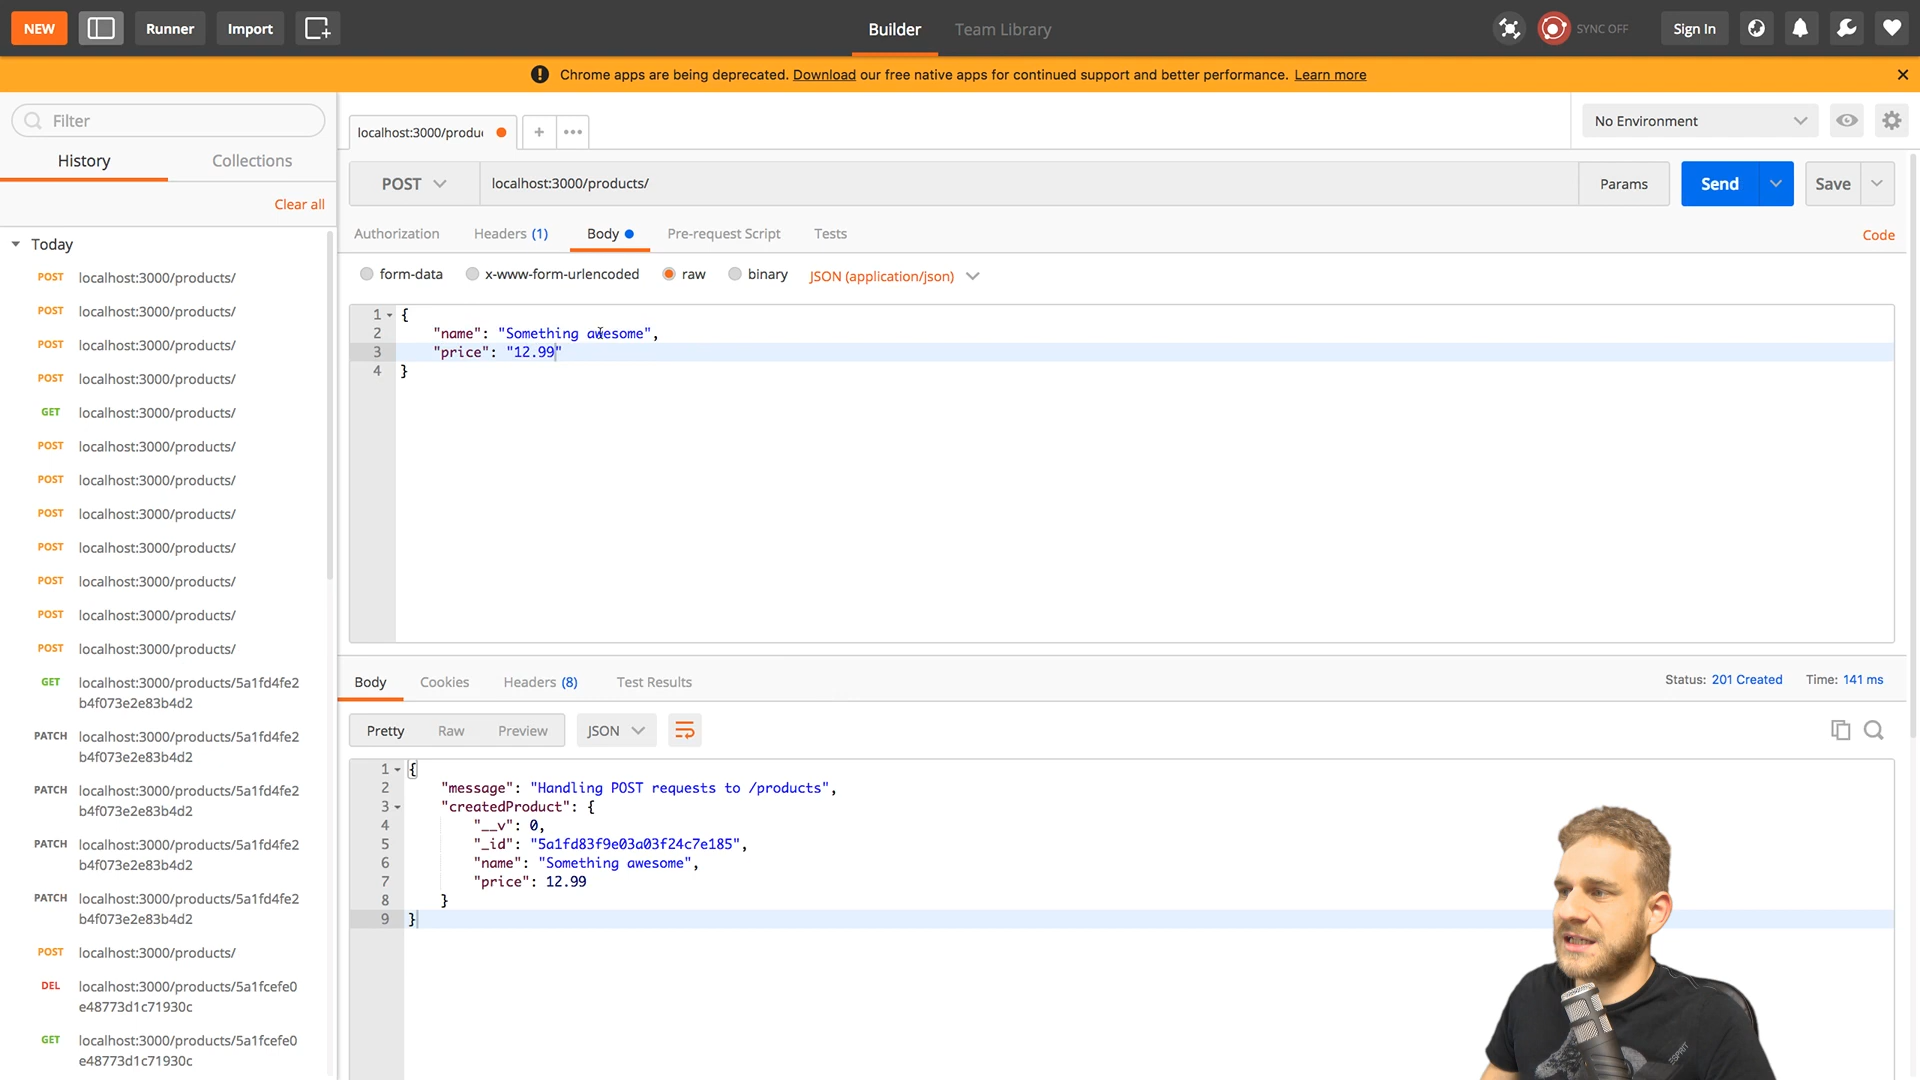 NEW
Runner
Import
Builder
Team Library
SYNC OFF
Sign In
Chrome apps are being deprecated. Download our free native apps for continued support and better performance. Learn more
Filter
History
Collections
Clear all
Today
POST localhost:3000/products/
POST localhost:3000/products/
POST localhost:3000/products/
POST localhost:3000/products/
GET localhost:3000/products/
POST localhost:3000/products/
POST localhost:3000/products/
POST localhost:3000/products/
POST localhost:3000/products/
POST localhost:3000/products/
POST localhost:3000/products/
POST localhost:3000/products/
GET localhost:3000/products/5a1fd4fe2
b4f073e2e83b4d2
PATCH localhost:3000/products/5a1fd4fe2
b4f073e2e83b4d2
PATCH localhost:3000/products/5a1fd4fe2
b4f073e2e83b4d2
PATCH localhost:3000/products/5a1fd4fe2
b4f073e2e83b4d2
PATCH localhost:3000/products/5a1fd4fe2
b4f073e2e83b4d2
POST localhost:3000/products/
DEL localhost:3000/products/5a1fcefe0
e48773d1c71930c
GET localhost:3000/products/5a1fcefe0
e48773d1c71930c
localhost:3000/produ
No Environment
POST
localhost:3000/products/
Params
Send
Save
Authorization
Headers (1)
Body
Pre-request Script
Tests
Code
form-data
x-www-form-urlencoded
raw
binary
JSON (application/json)
1 {
2 "name": "Something awesome",
3 "price": "12.99"
4 }
Body
Cookies
Headers (8)
Test Results
Status: 201 Created
Time: 141 ms
Pretty
Raw
Preview
JSON
1 {
2 "message": "Handling POST requests to /products",
3 "createdProduct": {
4 "__v": 0,
5 "_id": "5a1fd83f9e03a03f24c7e185",
6 "name": "Something awesome",
7 "price": 12.99
8 }
9 }
ESPRIT